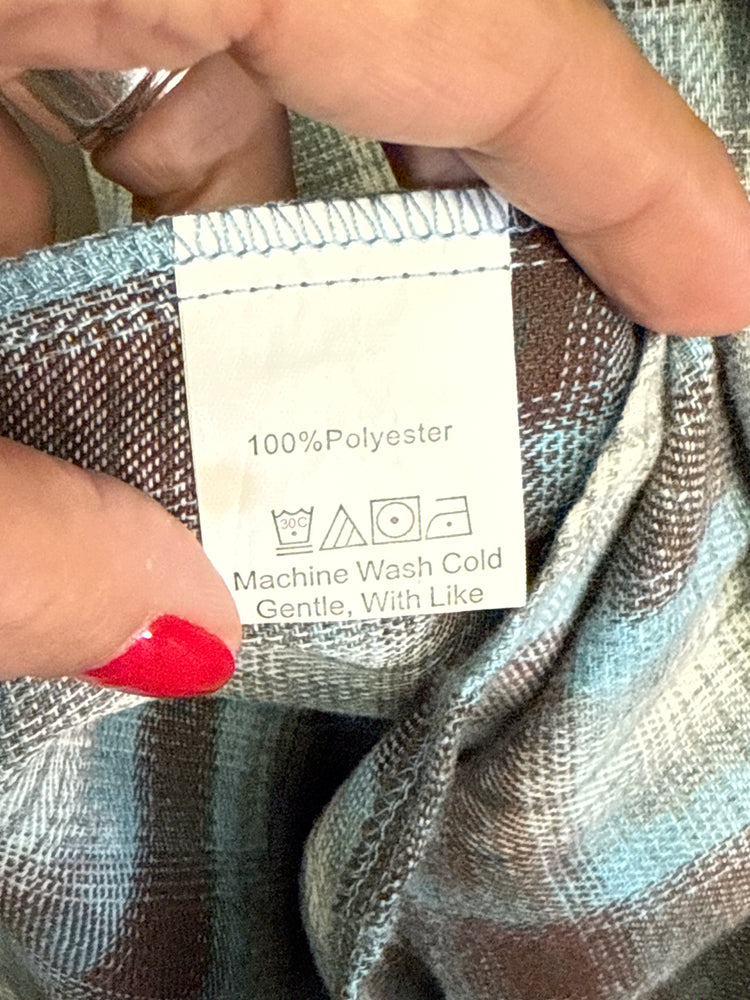 100%Polyester
30C
Machine Wash Cold
Gentle, With Like